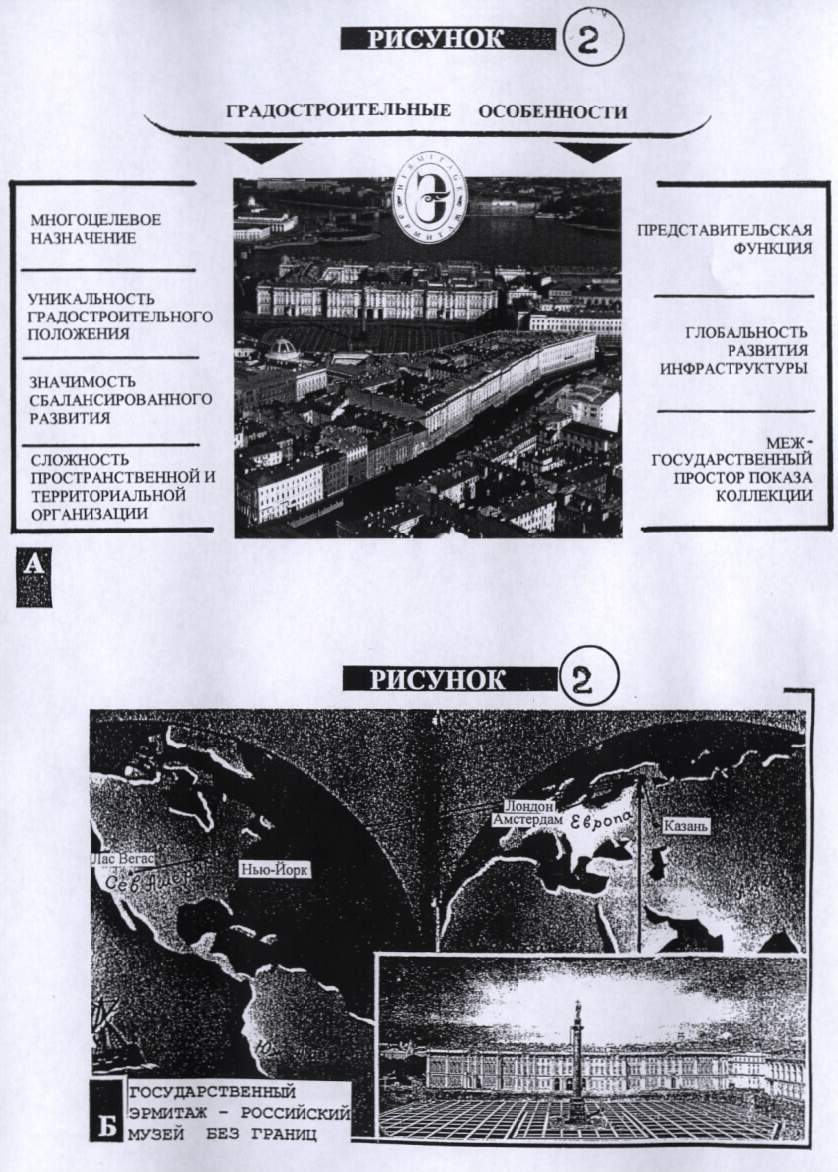 РИСУНОК 2
ГРАДОСТРОИТЕЛЬНЫЕ ОСОБЕННОСТИ
HERMITAGE
Э
ЭРМИТАЖ
МНОГОЦЕЛЕВОЕ
НАЗНАЧЕНИЕ
УНИКАЛЬНОСТЬ
ГРАДОСТРОИТЕЛЬНОГО
ПОЛОЖЕНИЯ
ЗНАЧИМОСТЬ
СБАЛАНСИРОВАННОГО
РАЗВИТИЯ
СЛОЖНОСТЬ
ПРОСТРАНСТВЕННОЙ И
ТЕРРИТОРИАЛЬНОЙ
ОРГАНИЗАЦИИ
ПРЕДСТАВИТЕЛЬСКАЯ
ФУНКЦИЯ
ГЛОБАЛЬНОСТЬ
РАЗВИТИЯ
ИНФРАСТРУКТУРЫ
МЕЖ-
ГОСУДАРСТВЕННЫЙ
ПРОСТОР ПОКАЗА
КОЛЛЕКЦИИ
А
РИСУНОК 2
Лондон
Амстердам
Европа
Казань
Лас Вегас
Нью-Йорк
Б
ГОСУДАРСТВЕННЫЙ
ЭРМИТАЖ – РОССИЙСКИЙ
МУЗЕЙ БЕЗ ГРАНИЦ